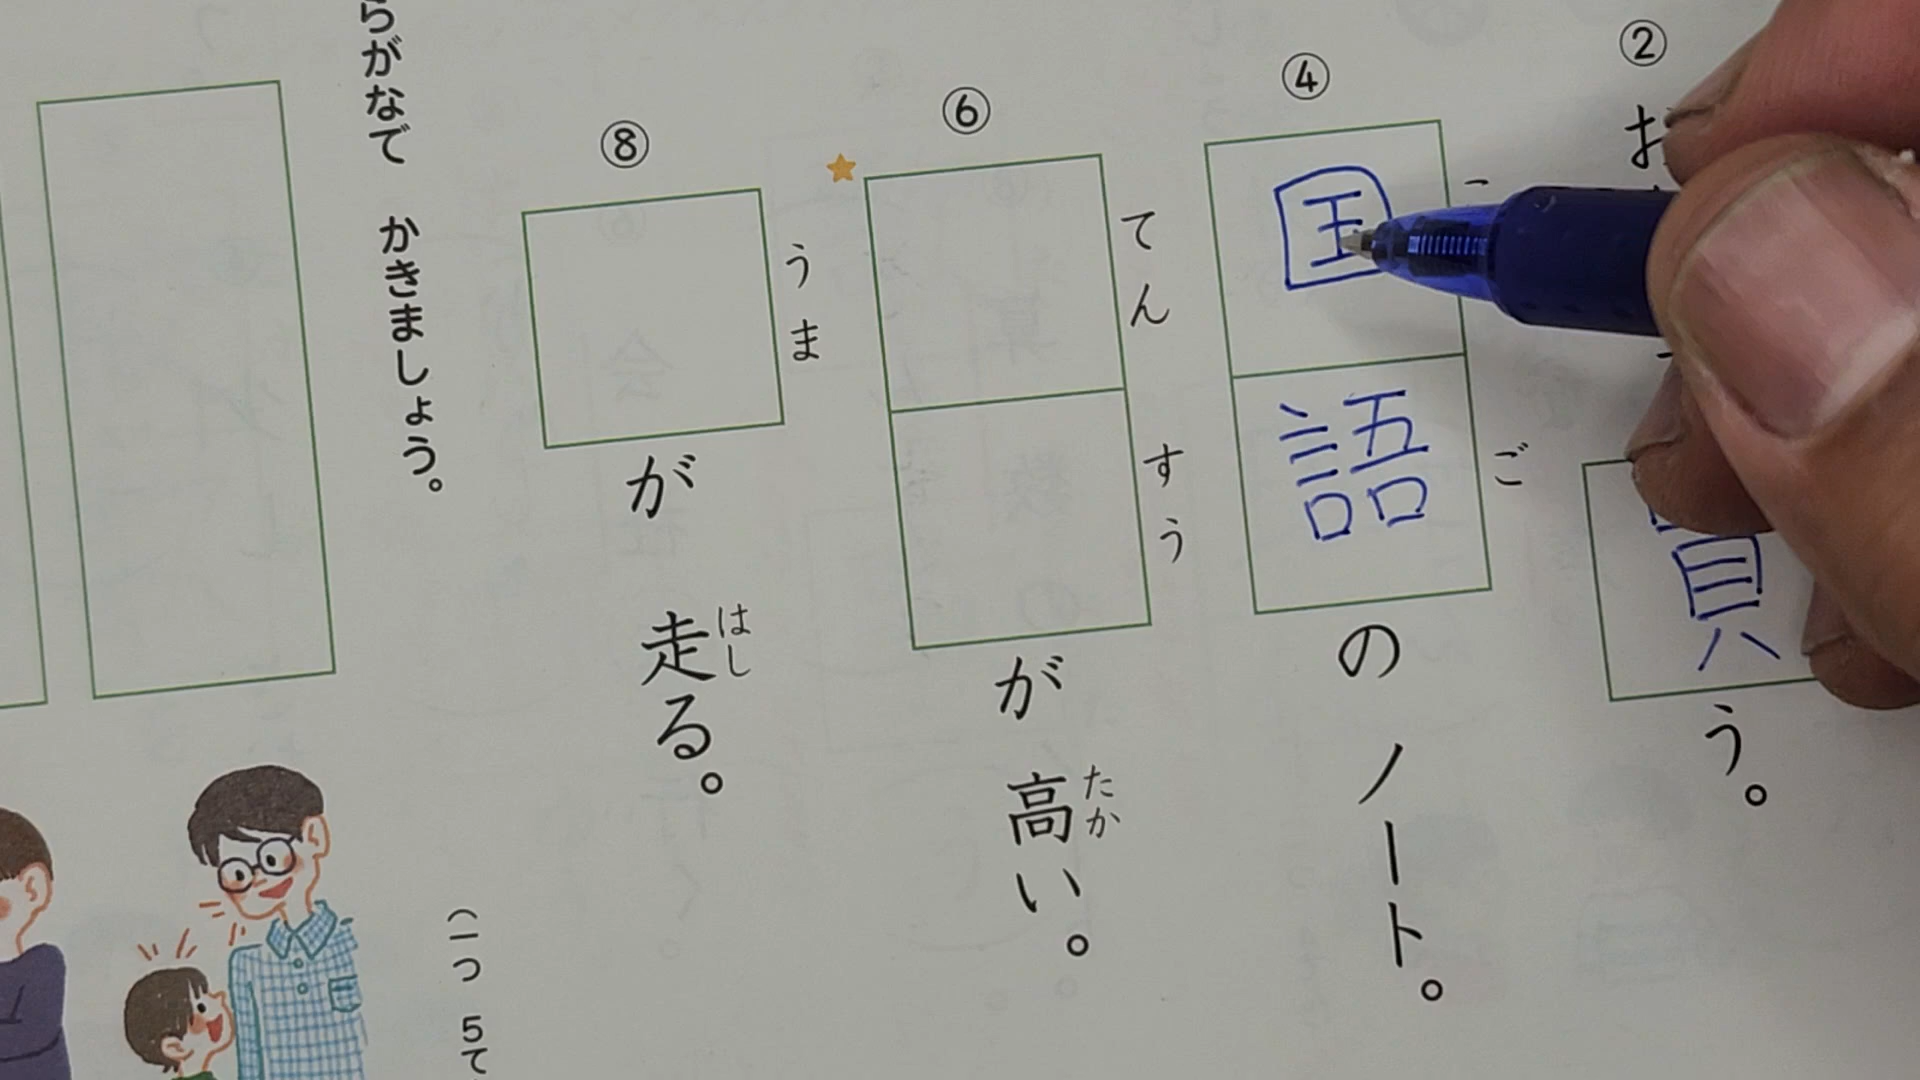 ②
お
買う。
④
ご
国語のノート。
⑥
てんすう
が高い。
たか
⑧
うま
が走る。
はし
らがなで かきましょう。
(一つ 5て